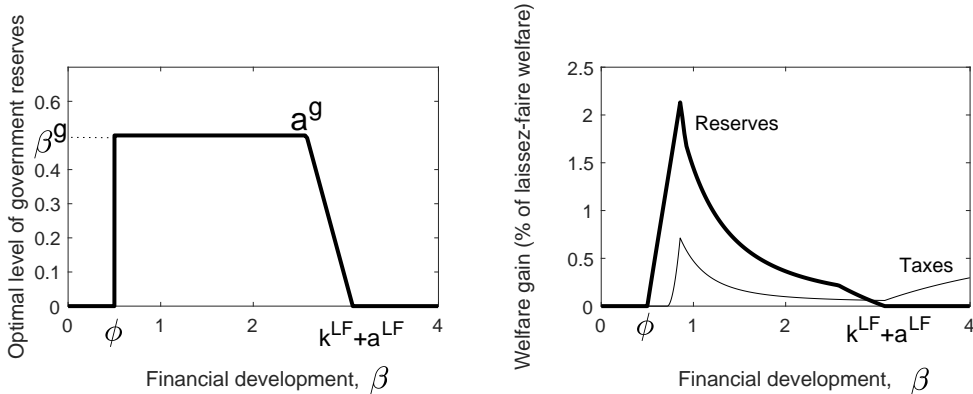 Optimal level of government reserves
0.6
0.4
0.3
0.2
0.1
0
β^g
a^g
0
1
2
4
ϕ
k^LF+a^LF
Financial development, β
Welfare gain (% of laissez-faire welfare)
2.5
2
1.5
1
0.5
0
Reserves
Taxes
0
1
2
4
ϕ
k^LF+a^LF
Financial development, β